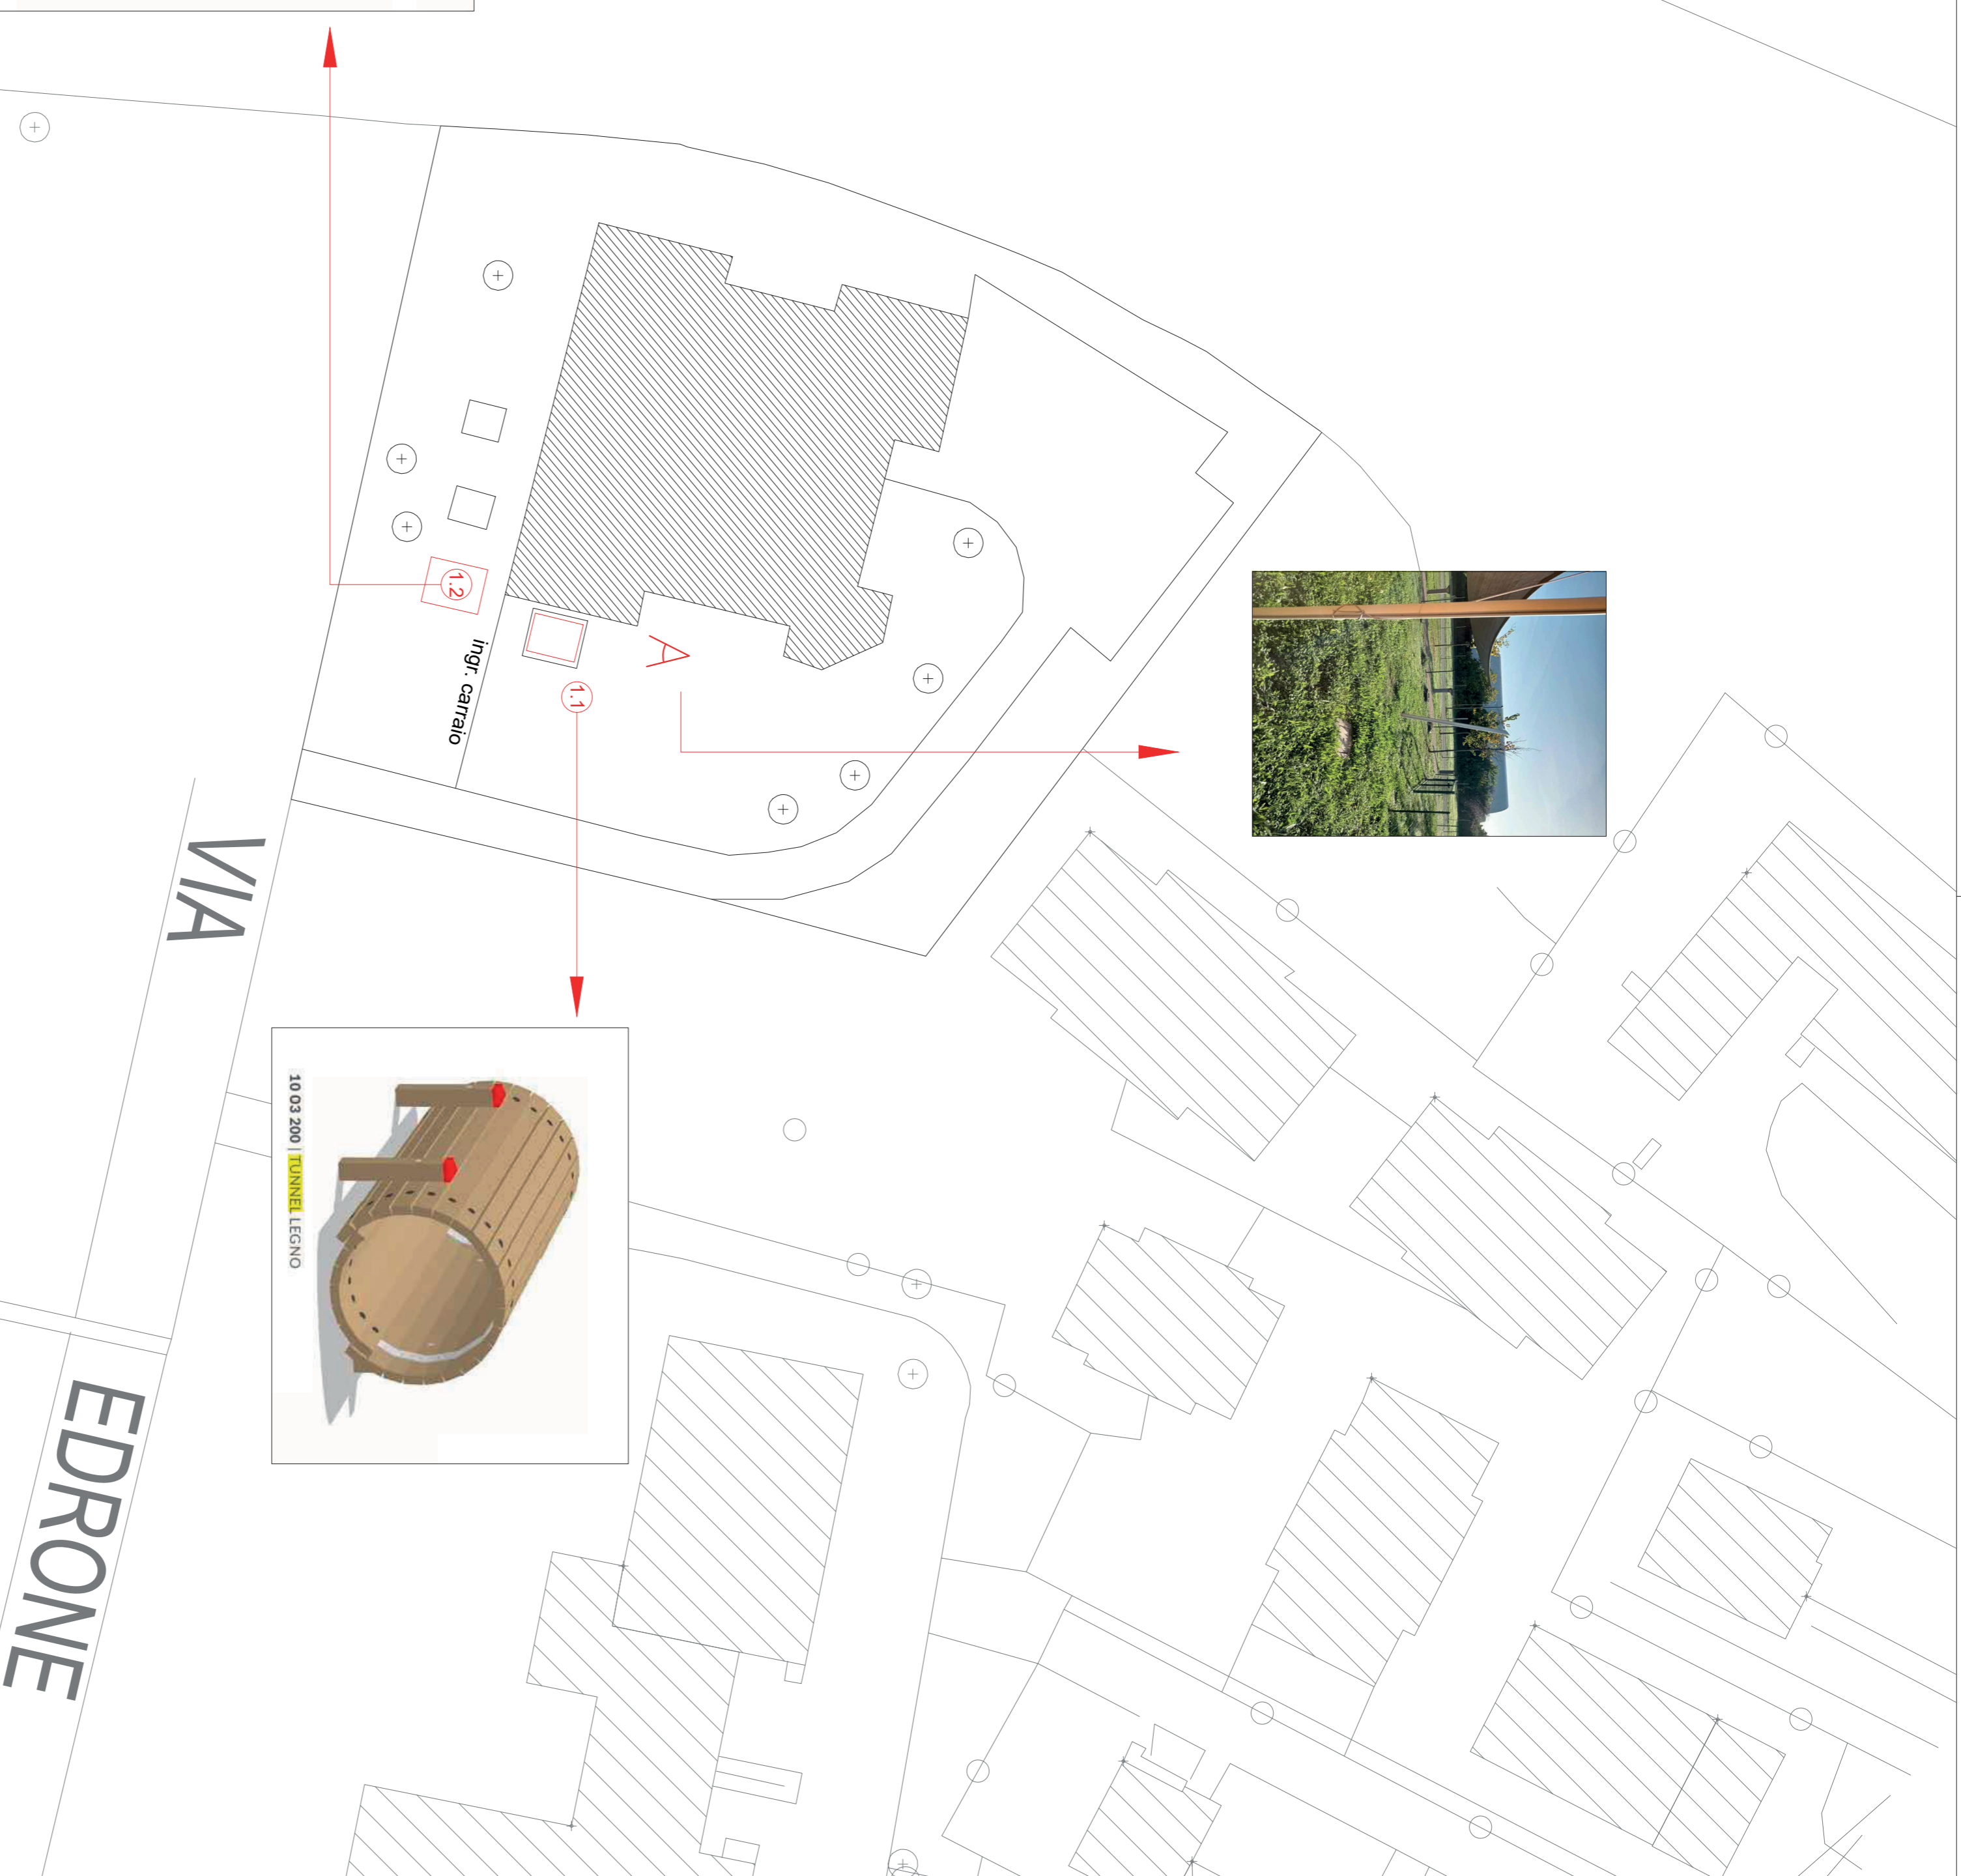 1.2
ingr. carraio
A
1.1
VIA
EDRONE
10 03 200 | TUNNEL LEGNO